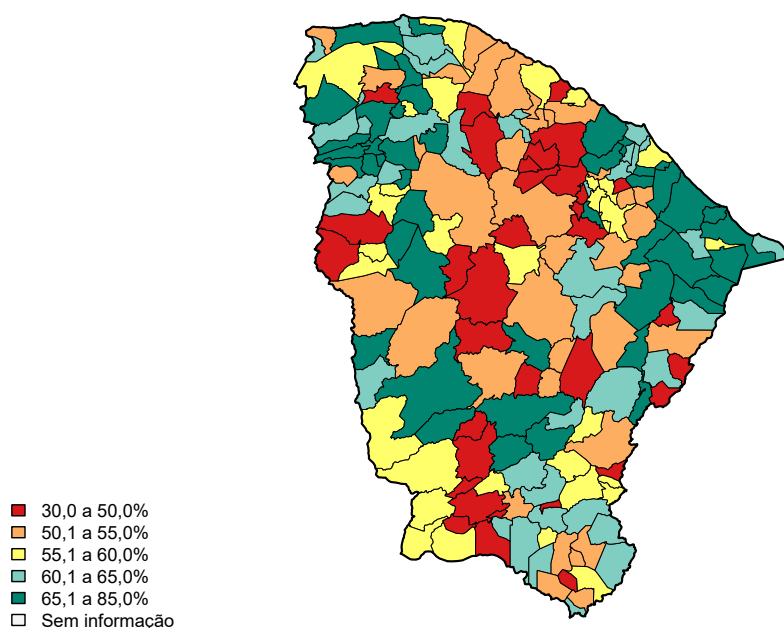 30,0 a 50,0%
50,1 a 55,0%
55,1 a 60,0%
60,1 a 65,0%
65,1 a 85,0%
Sem informação